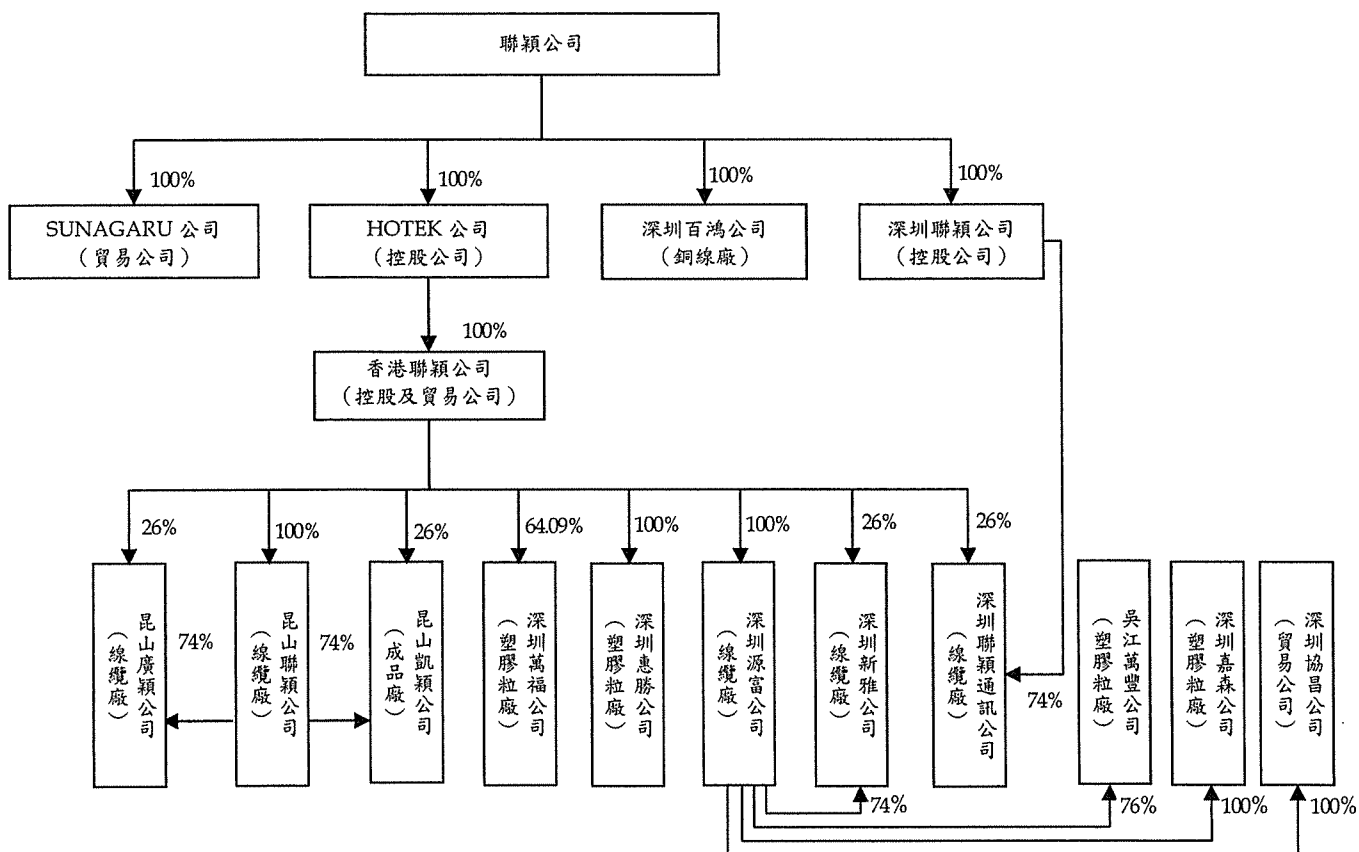 聯穎公司
100%
100%
100%
100%
SUNAGARU 公司
（貿易公司）
HOTEK 公司
（控股公司）
深圳百鴻公司
（銅線廠）
深圳聯穎公司
（控股公司）
100%
香港聯穎公司
（控股及貿易公司）
26%
100%
26%
64.09%
100%
100%
26%
26%
昆山廣穎公司
（線纜廠）
74%
昆山聯穎公司
（線纜廠）
74%
昆山凱穎公司
（成品廠）
深圳萬福公司
（塑膠粒廠）
深圳惠勝公司
（塑膠粒廠）
深圳源富公司
（線纜廠）
深圳新雅公司
（線纜廠）
深圳聯穎通訊公司
（線纜廠）
74%
吳江萬豐公司
（塑膠粒廠）
深圳嘉森公司
（塑膠粒廠）
深圳協昌公司
（貿易公司）
74%
76%
100%
100%